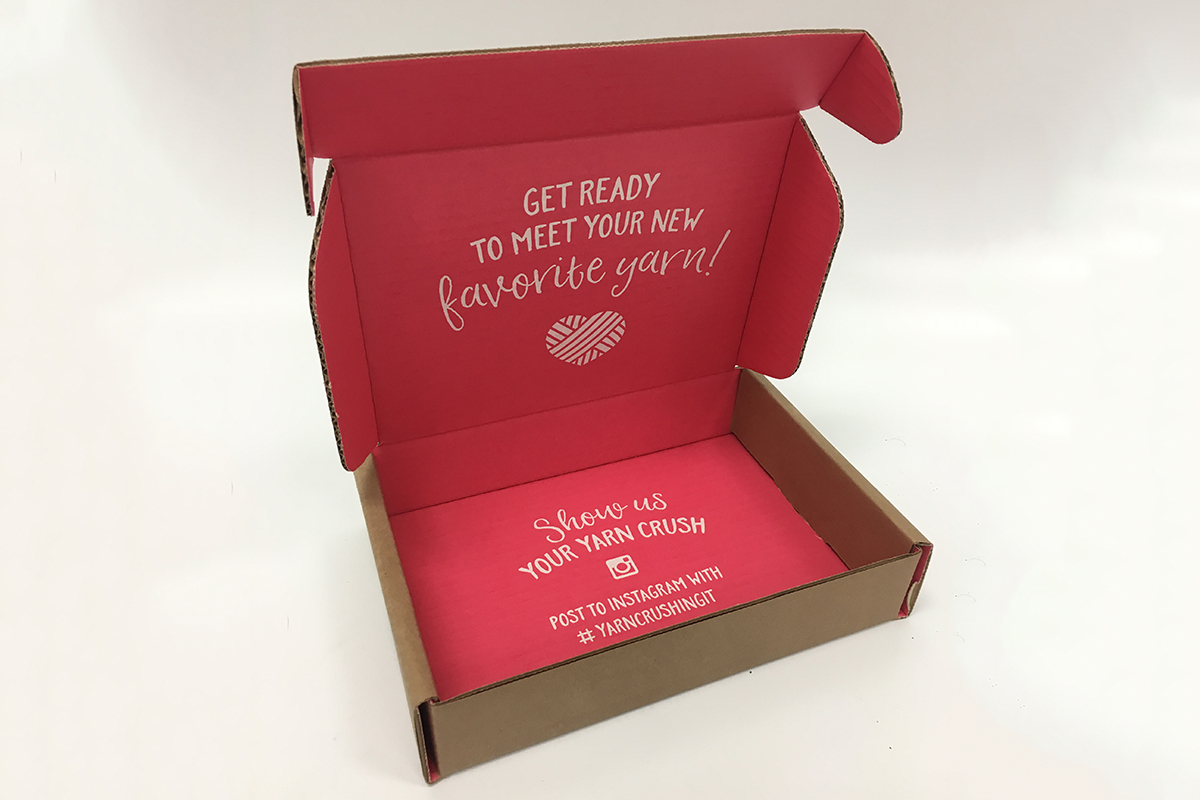 GET READY
TO MEET YOUR NEW
favorite yarn!
Show us
YOUR YARN CRUSH
POST TO INSTAGRAM WITH
#YARNCRUSHINGIT